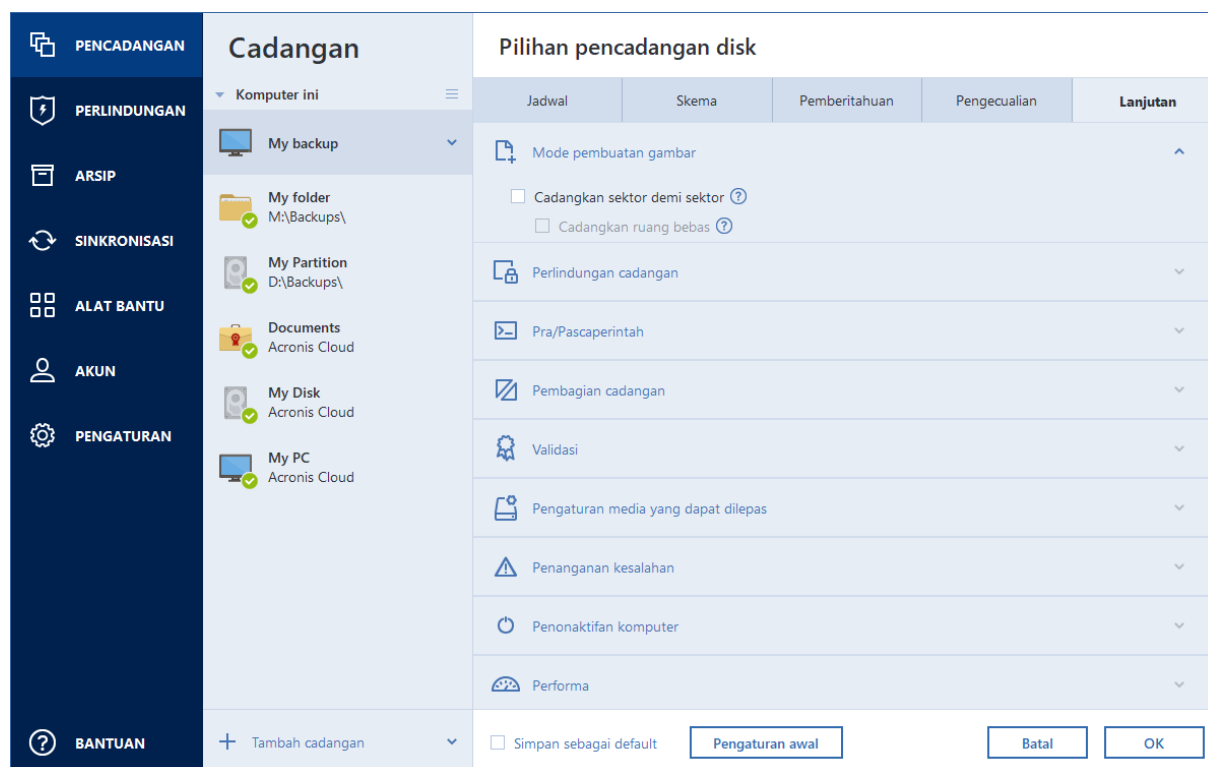 PENCADANGAN
PERLINDUNGAN
ARSIP
SINKRONISASI
ALAT BANTU
AKUN
PENGATURAN
BANTUAN
Cadangan
Komputer ini
My backup
My folder
M:\Backups\
My Partition
D:\Backups\
Documents
Acronis Cloud
My Disk
Acronis Cloud
My PC
Acronis Cloud
Tambah cadangan
Pilihan pencadangan disk
Jadwal
Skema
Pemberitahuan
Pengecualian
Lanjutan
Mode pembuatan gambar
Cadangkan sektor demi sektor ?
Cadangkan ruang bebas ?
Perlindungan cadangan
Pra/Pascaperintah
Pembagian cadangan
Validasi
Pengaturan media yang dapat dilepas
Penanganan kesalahan
Penonaktifan komputer
Performa
Simpan sebagai default
Pengaturan awal
Batal
OK